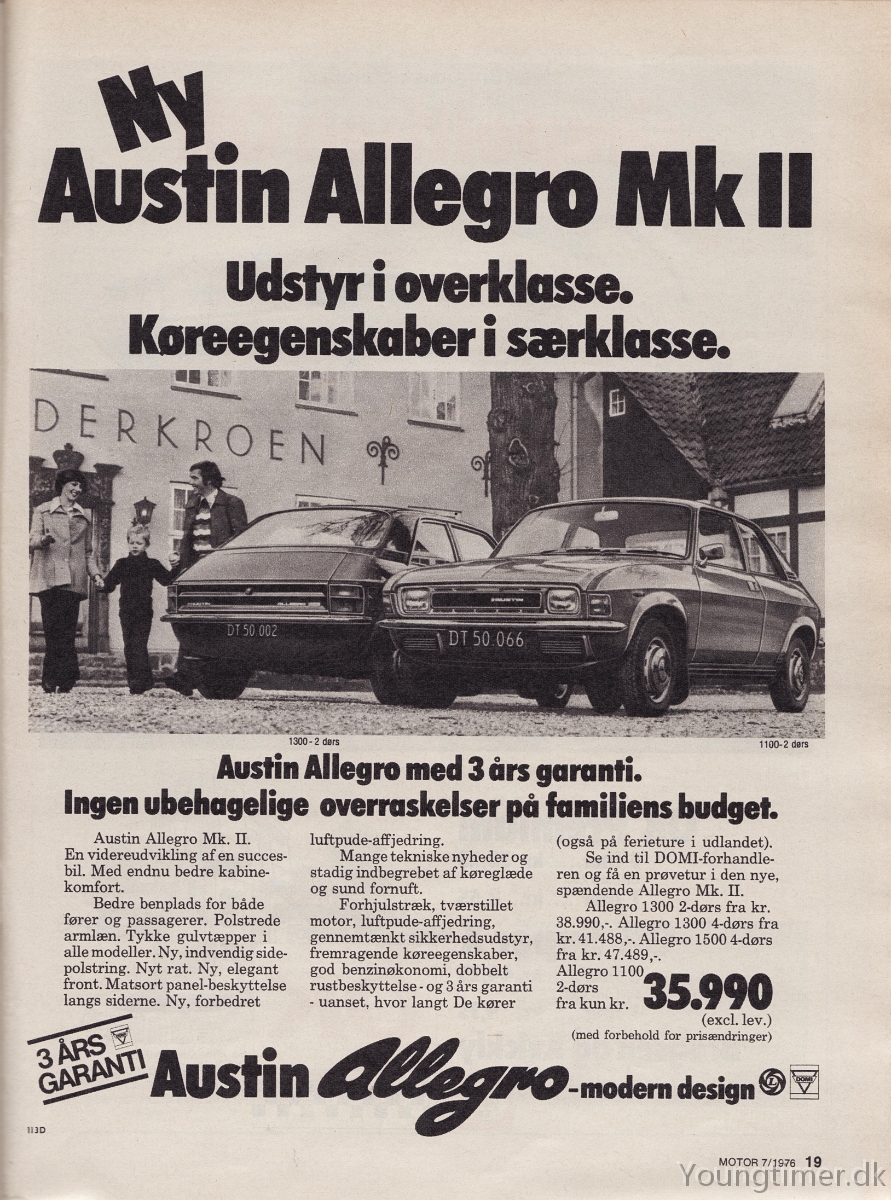 Ny
Austin Allegro Mk II
Udstyr i overklasse.
Køreegenskaber i særklasse.
DERKROEN
AUSTIN
DT 50.002
AUSTIN
DT 50.066
1300-2 dørs
1100-2 dørs
Austin Allegro med 3 års garanti.
Ingen ubehagelige overraskelser på familiens budget.
Austin Allegro Mk. II.
En videreudvikling af en succes-
bil. Med endnu bedre kabine-
komfort.
Bedre benplads for både
fører og passagerer. Polstrede
armlæn. Tykke gulvtæpper i
alle modeller. Ny, indvendig side-
polstring. Nyt rat. Ny, elegant
front. Matsort panel-beskyttelse
langs siderne. Ny, forbedret
luftpude-affjedring.
Mange tekniske nyheder og
stadig indbegrebet af køreglæde
og sund fornuft.
Forhjulstræk, tværstillet
motor, luftpude-affjedring,
gennemtænkt sikkerhedsudstyr,
fremragende køreegenskaber,
god benzinøkonomi, dobbelt
rustbeskyttelse - og 3 års garanti
- uanset, hvor langt De kører
(også på ferieture i udlandet).
Se ind til DOMI-forhandle-
ren og få en prøvetur i den nye,
spændende Allegro Mk. II.
Allegro 1300 2-dørs fra kr.
38.990,-. Allegro 1300 4-dørs fra
kr. 41.488,-. Allegro 1500 4-dørs
fra kr. 47.489,-.
Allegro 1100
2-dørs
fra kun kr. 35.990
(excl. lev.)
(med forbehold for prisændringer)
3 ÅRS
GARANTI
Austin Allegro - modern design
DOMI
113D
MOTOR 7/1976 19
Youngtimer.dk